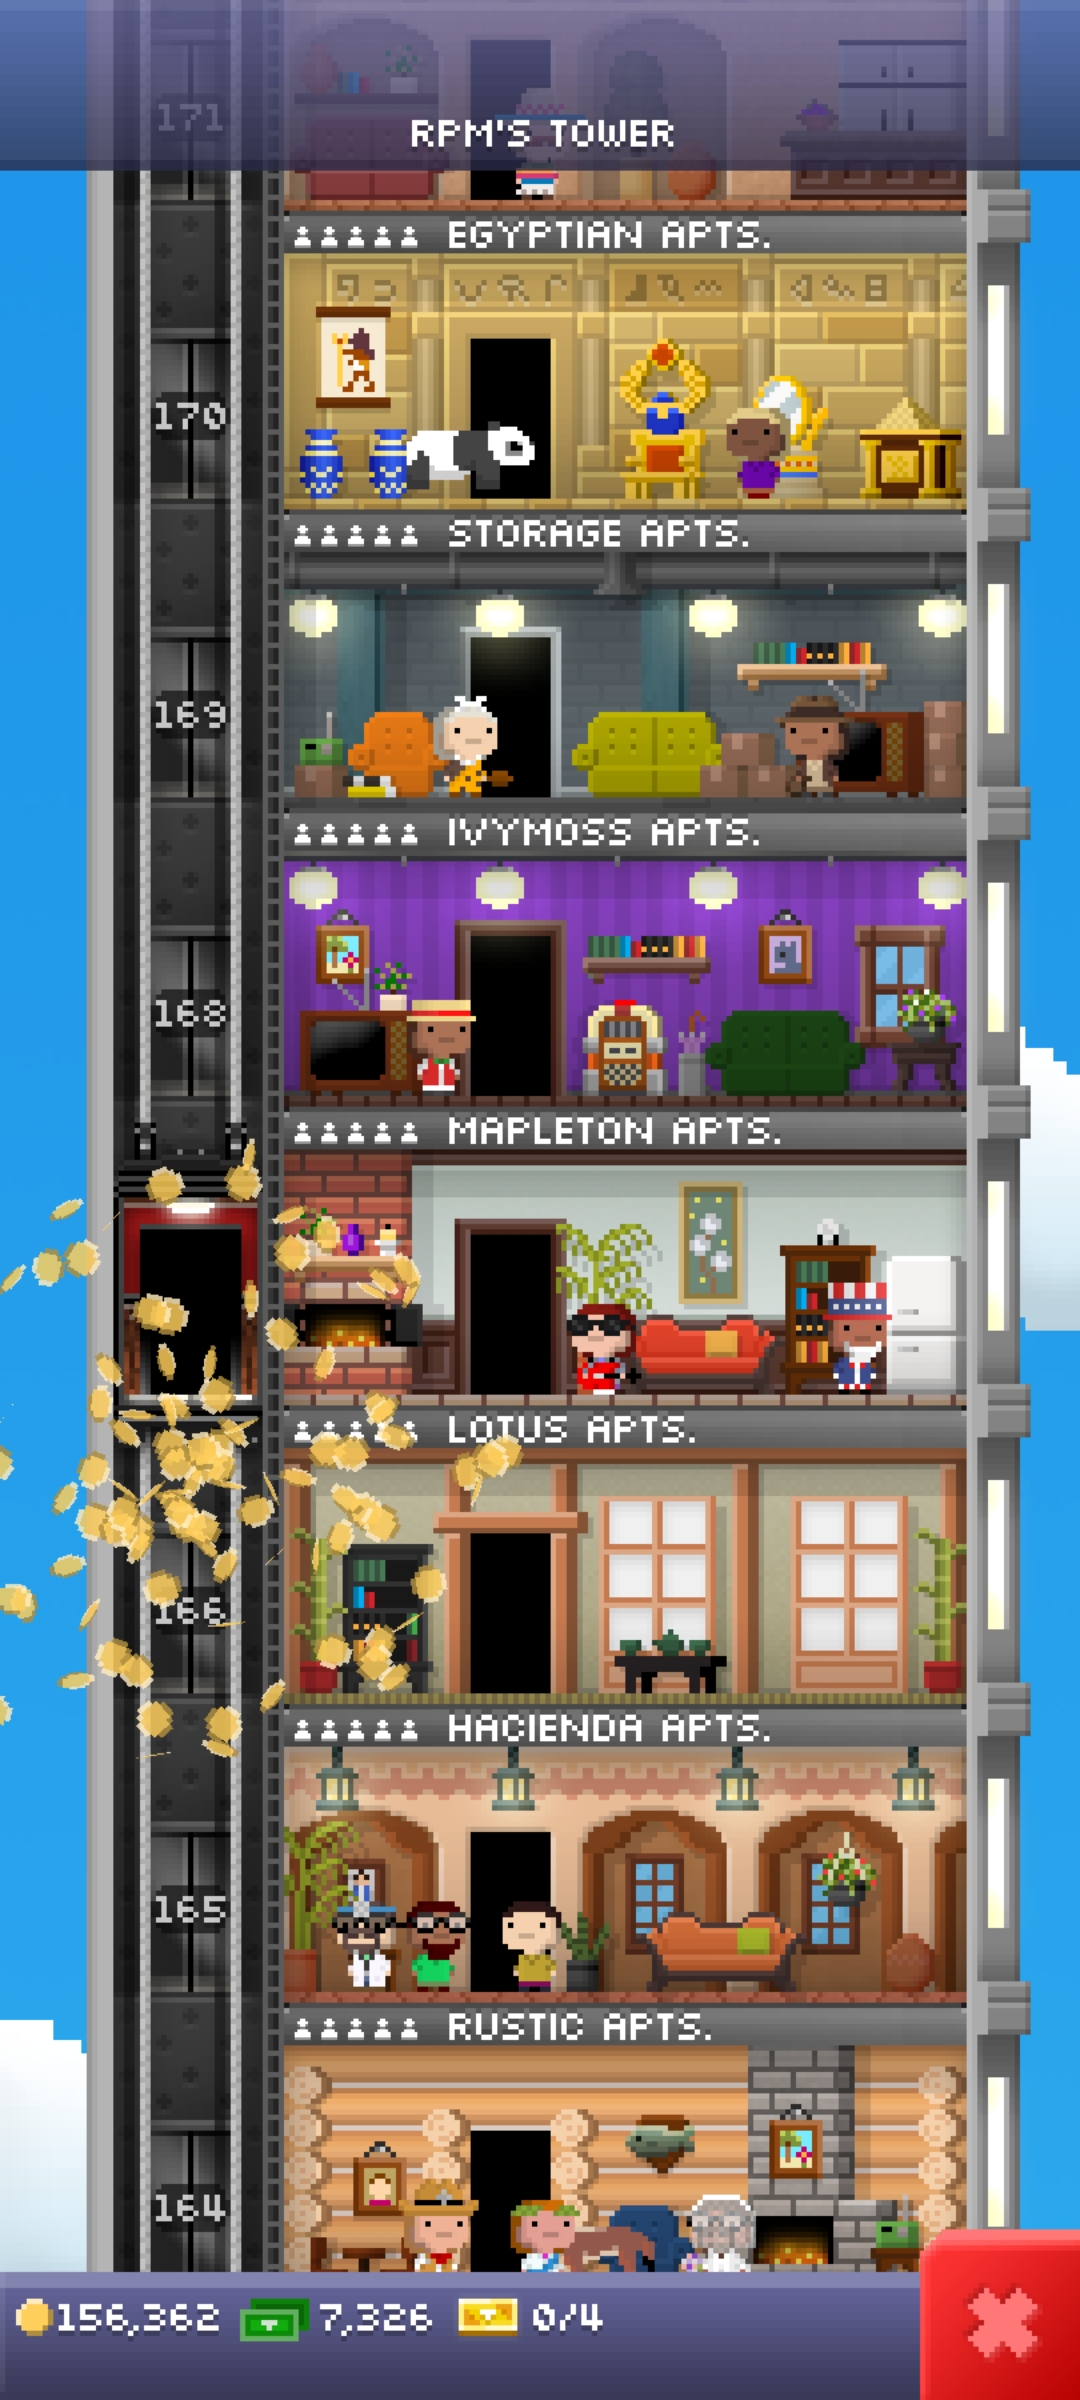 171
RPM'S TOWER
EGYPTIAN APTS.
170
STORAGE APTS.
169
IVYMOSS APTS.
168
MAPLETON APTS.
LOTUS APTS.
166
HACIENDA APTS.
165
RUSTIC APTS.
164
156,362 7,326 0/4